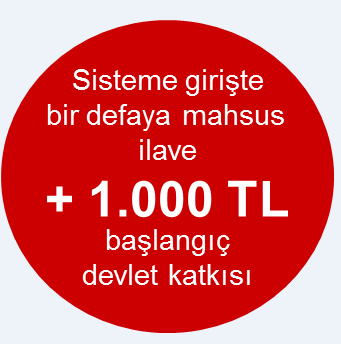 Sisteme girişte
bir defaya mahsus
ilave
+ 1.000 TL
başlangıç
devlet katkısı